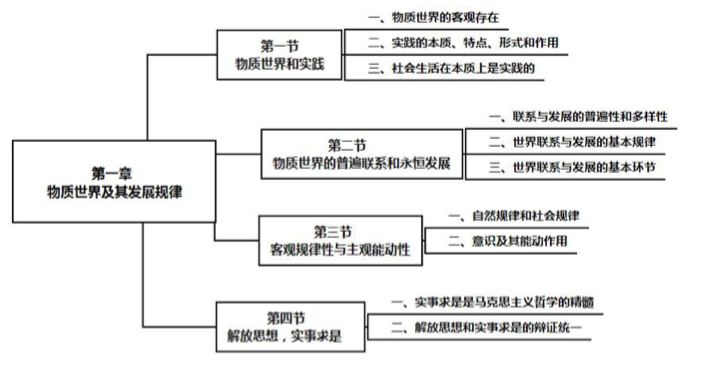 第一章
物质世界及其发展规律
第一节
物质世界和实践
一、物质世界的客观存在
二、实践的本质、特点、形式和作用
三、社会生活在本质上是实践的
第二节
物质世界的普遍联系和永恒发展
一、联系与发展的普遍性和多样性
二、世界联系与发展的基本规律
三、世界联系与发展的基本环节
第三节
客观规律性与主观能动性
一、自然规律和社会规律
二、意识及其能动作用
第四节
解放思想，实事求是
一、实事求是是马克思主义哲学的精髓
二、解放思想和实事求是的辩证统一